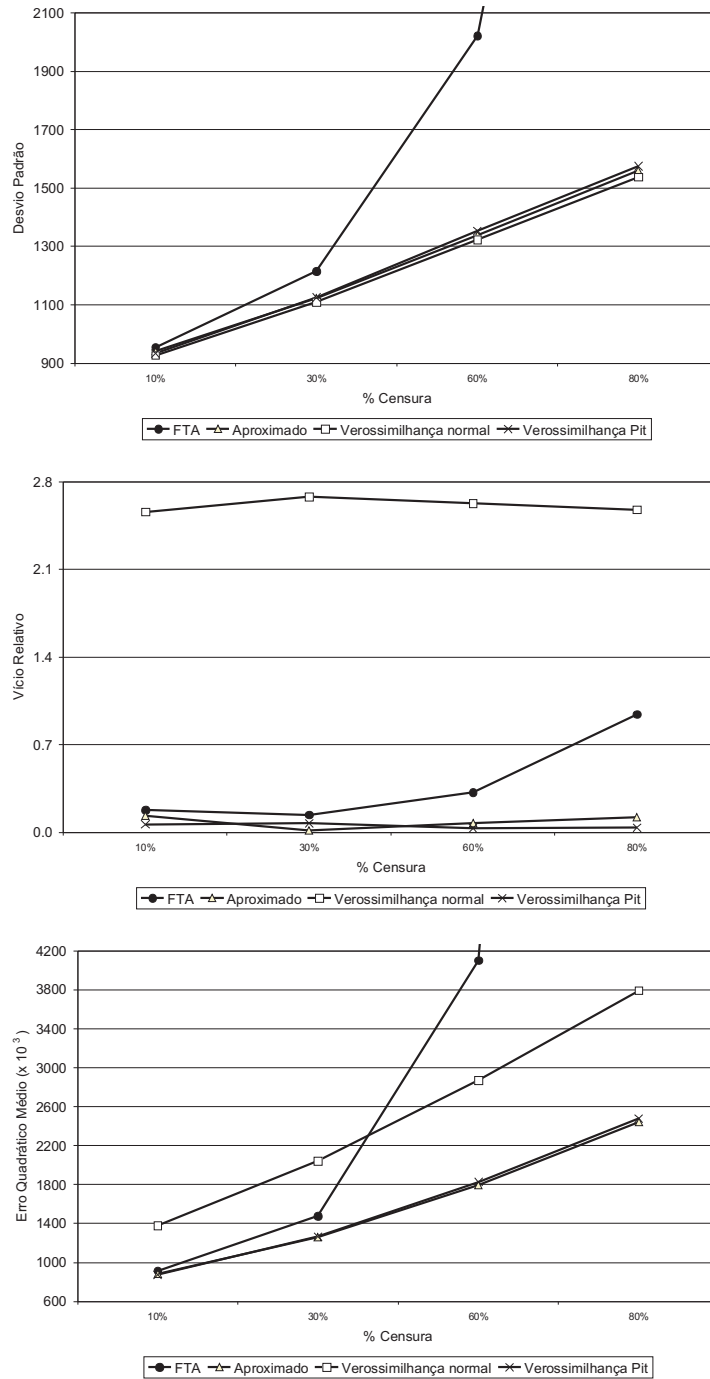 2100
1900
1700
1500
1300
1100
900
Desvio Padrão
10% 30% 60% 80%
% Censura
FTA Aproximado Verossimilhança normal Verossimilhança Pit
2.8
2.1
1.4
0.7
0.0
Vício Relativo
10% 30% 60% 80%
% Censura
FTA Aproximado Verossimilhança normal Verossimilhança Pit
4200
3800
3400
3000
2600
2200
1800
1400
1000
600
Erro Quadrático Médio (x 10 ³ )
10% 30% 60% 80%
% Censura
FTA Aproximado Verossimilhança normal Verossimilhança Pit